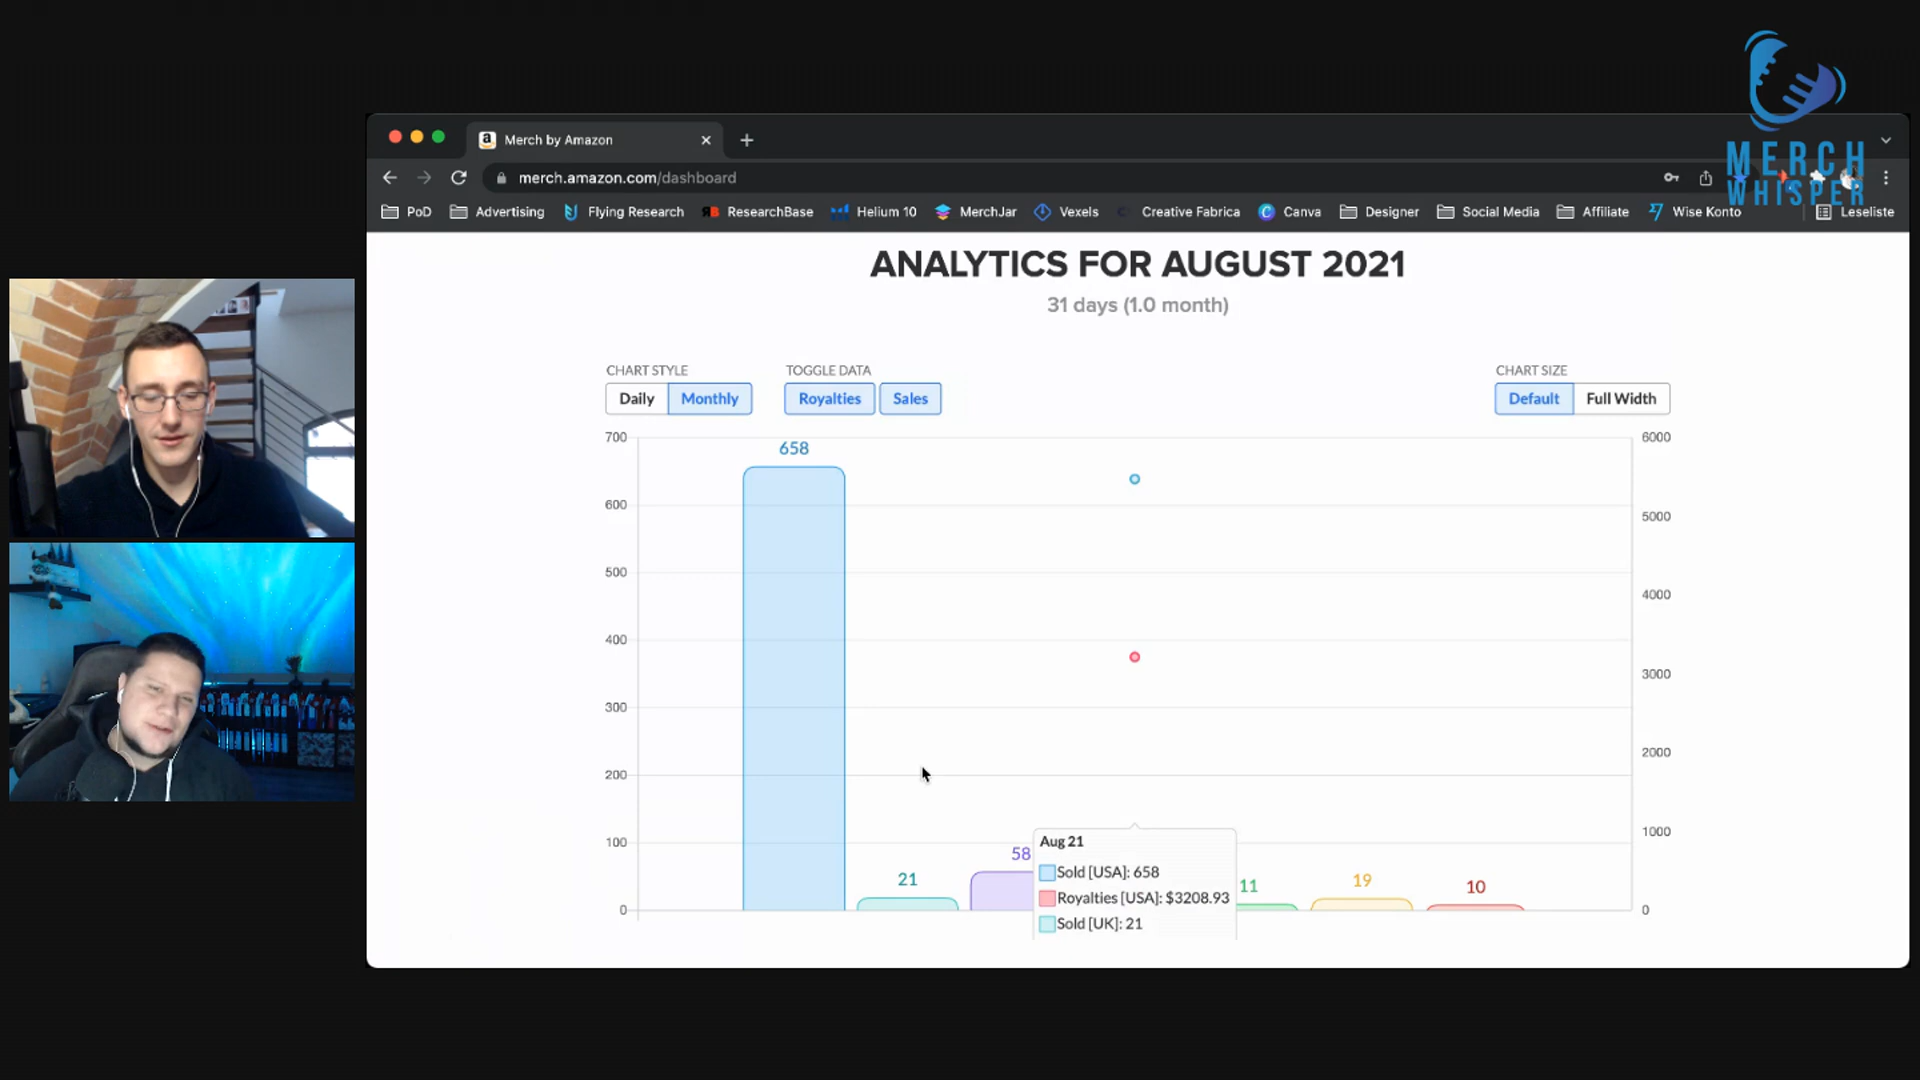 MERCH
WHISPER
Merch by Amazon
merch.amazon.com/dashboard
PoD
Advertising
Flying Research
ResearchBase
Helium 10
MerchJar
Vexels
Creative Fabrica
Canva
Designer
Social Media
Affiliate
Wise Konto
Leseliste
ANALYTICS FOR AUGUST 2021
31 days (1.0 month)
CHART STYLE
TOGGLE DATA
CHART SIZE
Daily
Monthly
Royalties
Sales
Default
Full Width
700
600
500
400
300
200
100
0
658
21
58
11
19
10
6000
5000
4000
3000
2000
1000
0
Aug 21
Sold [USA]: 658
Royalties [USA]: $3208.93
Sold [UK]: 21